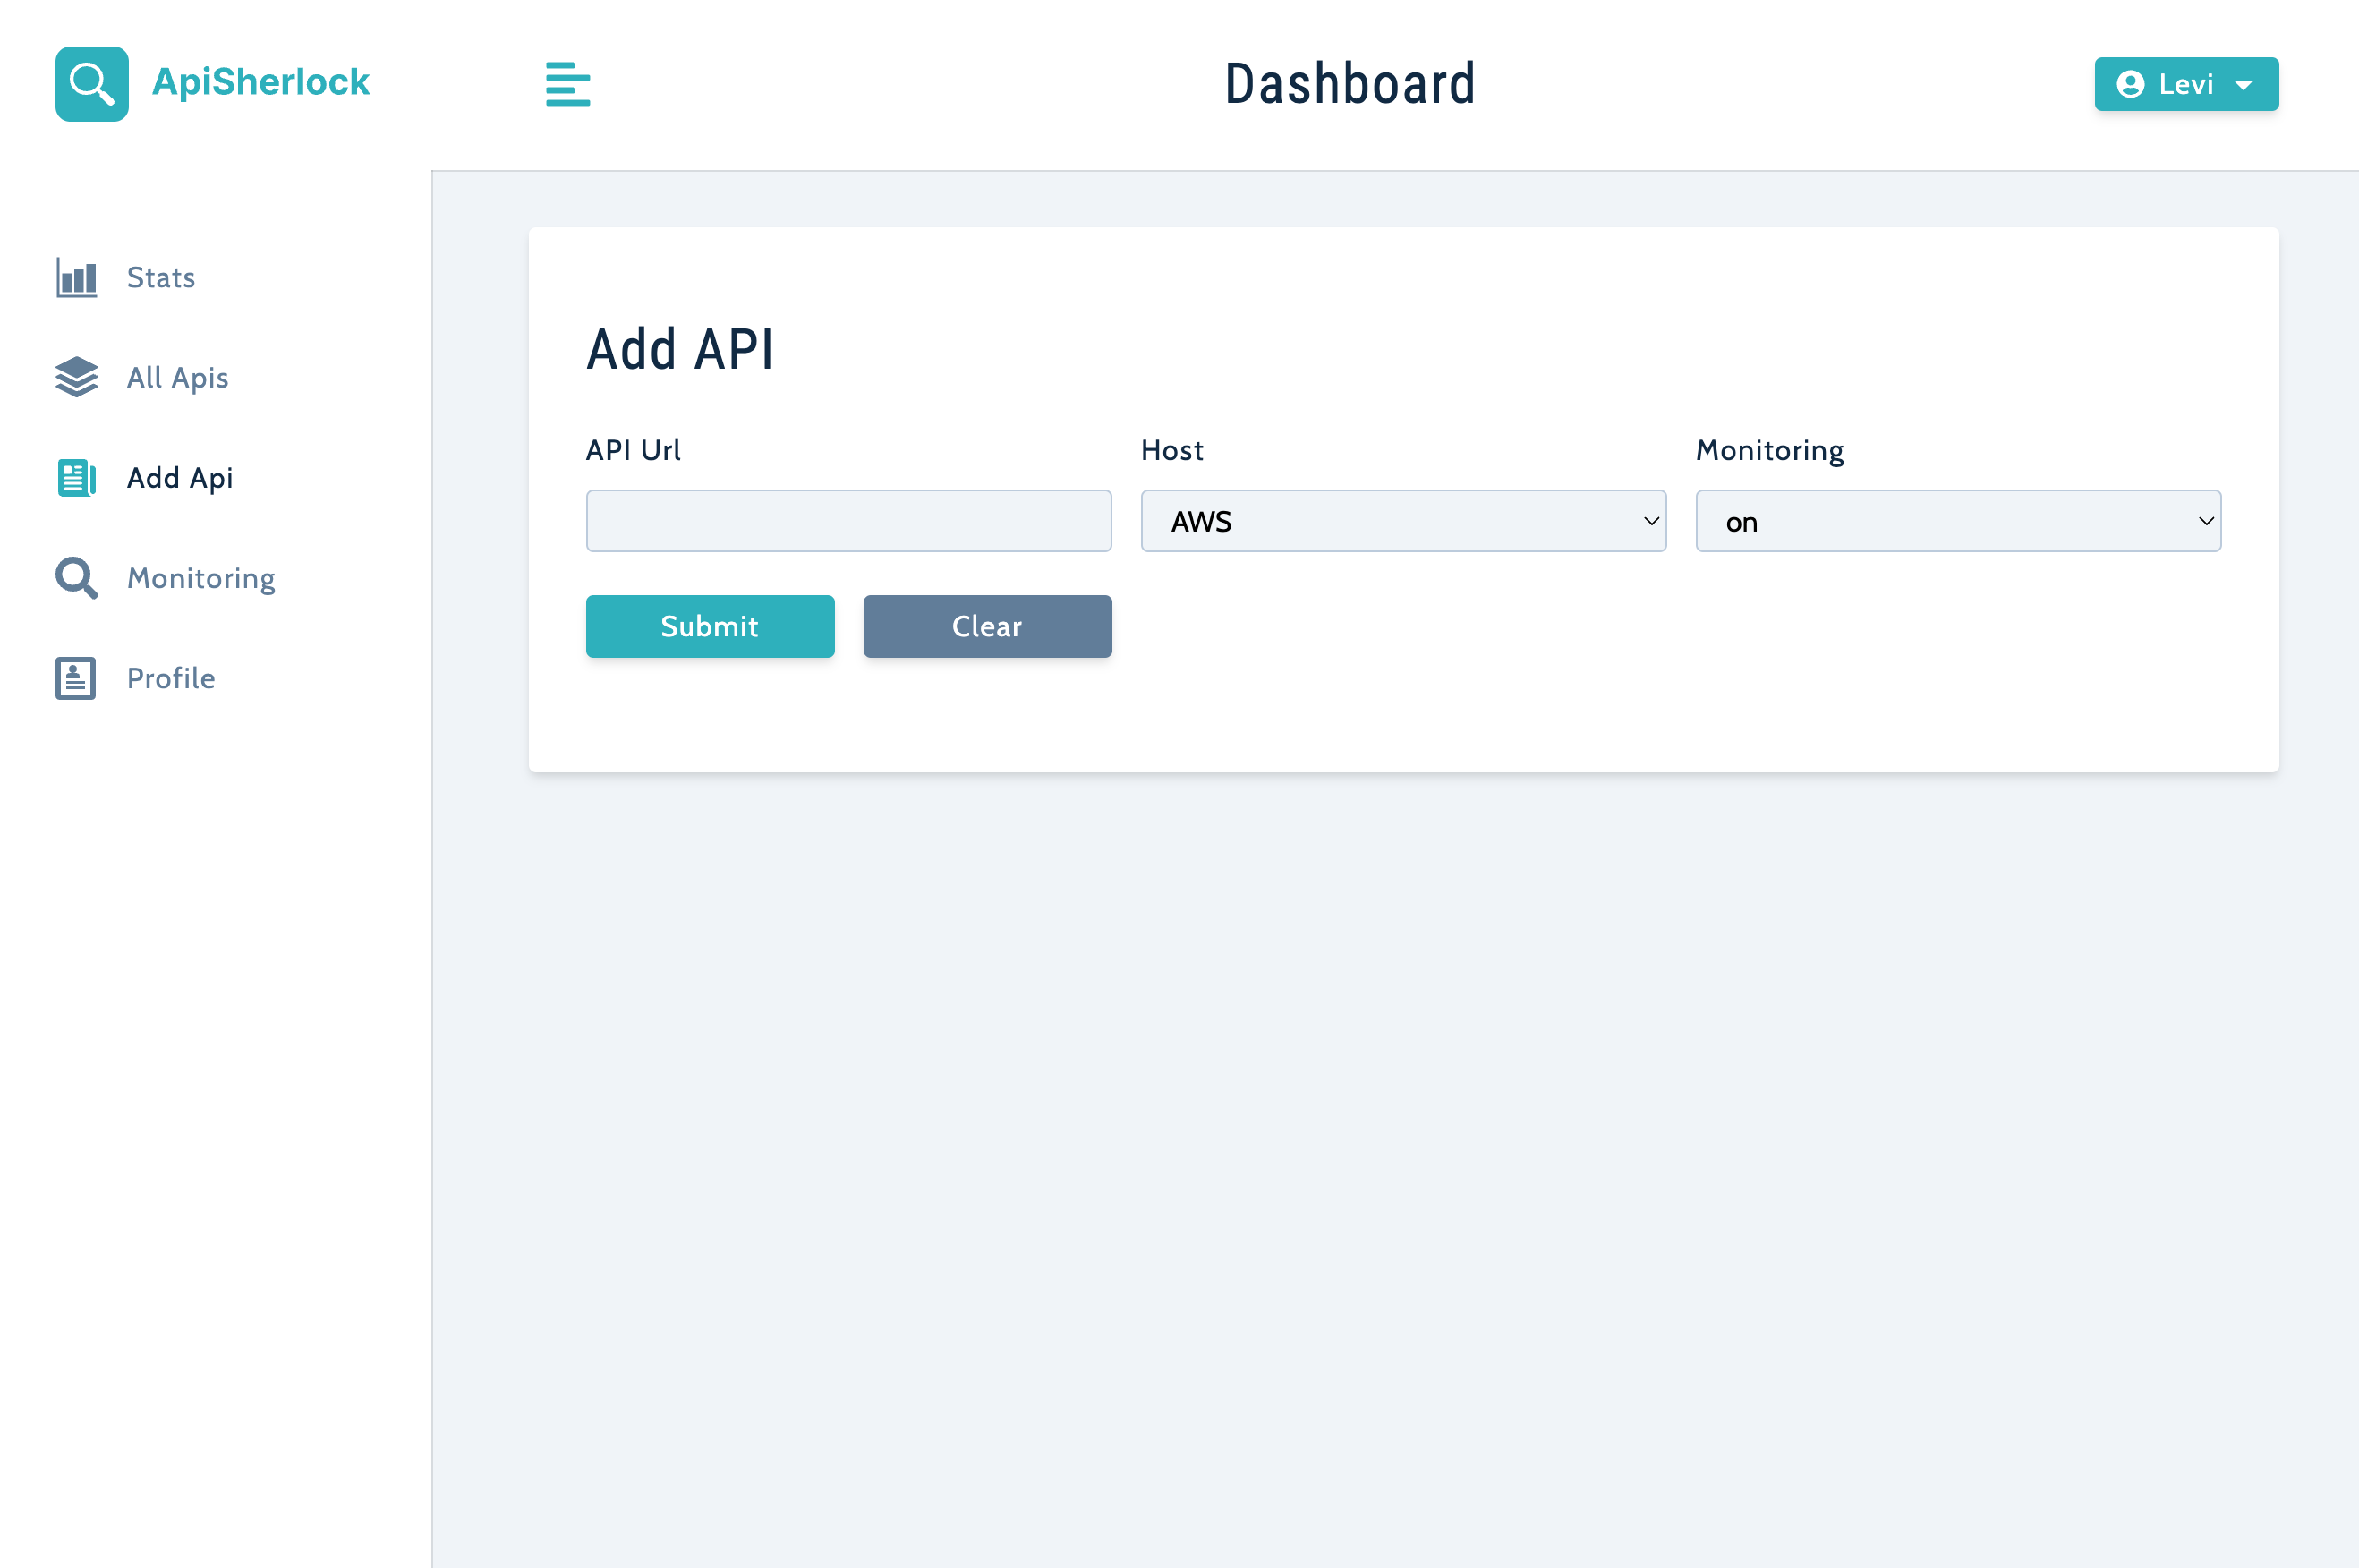 ApiSherlock
Dashboard
Levi
Stats
All Apis
Add Api
Monitoring
Profile
Add API
API Url
Host
Monitoring
AWS
on
Submit
Clear